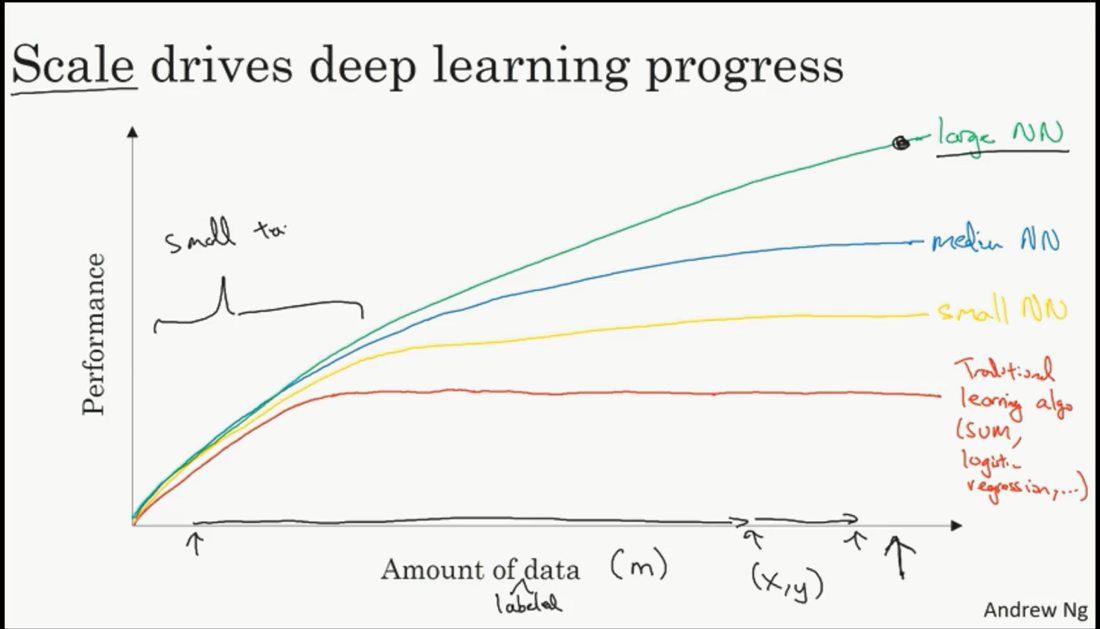 Scale drives deep learning progress
large NN
small
medium NN
Performance
small NN
Traditional
learning algo
(SVM,
logistic
regression,...)
Amount of data (m)
labeled
(x,y)
Andrew Ng